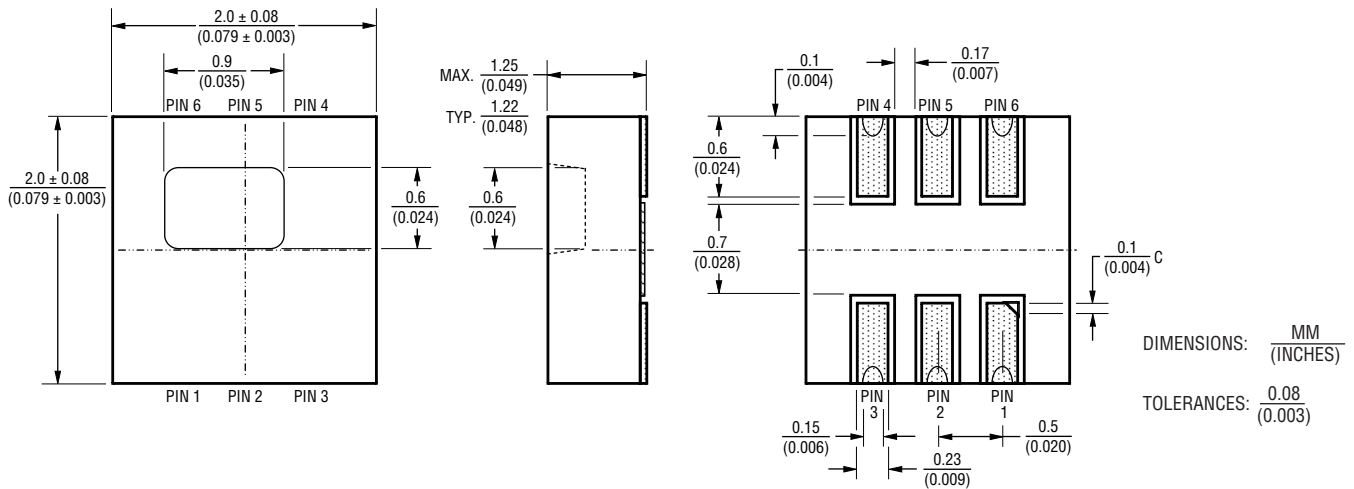 2.0 ± 0.08
(0.079 ± 0.003)
0.9
(0.035)
PIN 6 PIN 5 PIN 4
2.0 ± 0.08
(0.079 ± 0.003)
0.6
(0.024)
PIN 1 PIN 2 PIN 3
MAX. 1.25
(0.049)
TYP. 1.22
(0.048)
0.6
(0.024)
0.1
(0.004)
0.17
(0.007)
PIN 4 PIN 5 PIN 6
0.6
(0.024)
0.7
(0.028)
0.1
(0.004) C
PIN 3
PIN 2
PIN 1
0.15
(0.006)
0.23
(0.009)
0.5
(0.020)
DIMENSIONS: MM
(INCHES)
TOLERANCES: 0.08
(0.003)